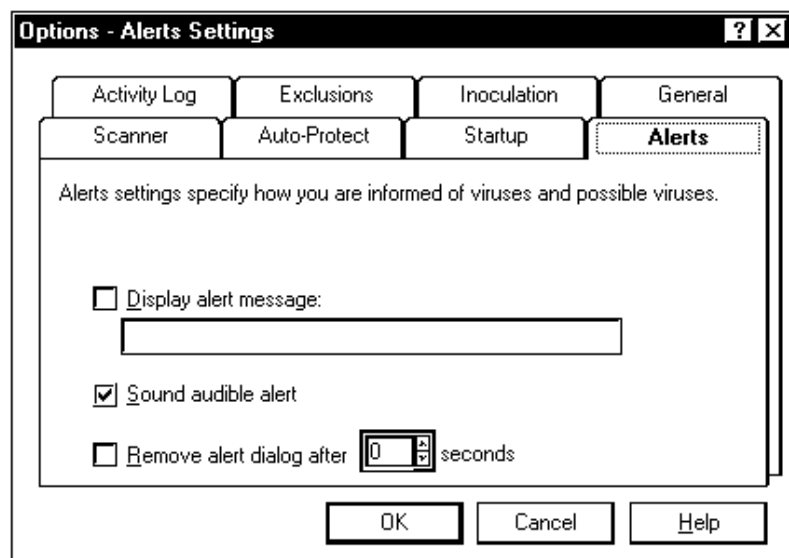 Options - Alerts Settings
?
Activity Log
Exclusions
Inoculation
General
Scanner
Auto-Protect
Startup
Alerts
Alerts settings specify how you are informed of viruses and possible viruses.
Display alert message:
Sound audible alert
Remove alert dialog after 0 seconds
OK
Cancel
Help